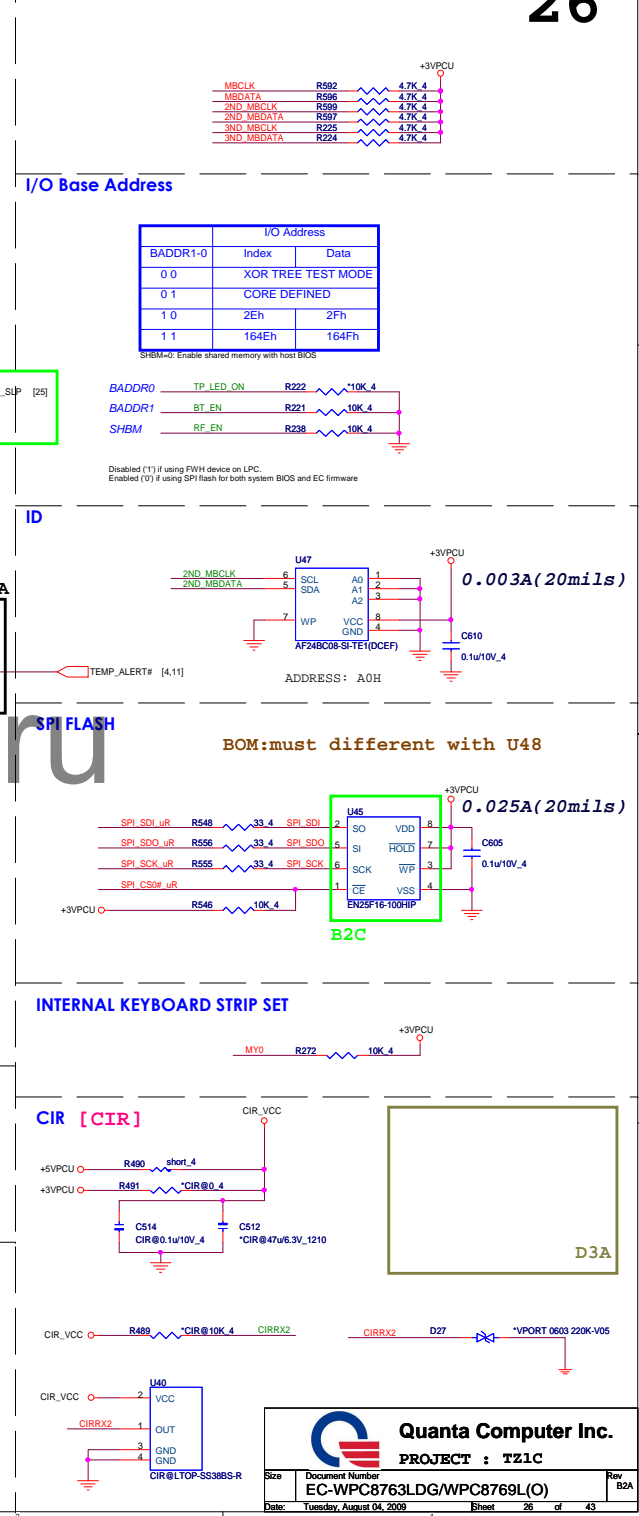 26
+3VPCU
MBCLK R592 4.7K_4
MBDATA R596 4.7K_4
2ND_MBCLK R599 4.7K_4
2ND_MBDATA R597 4.7K_4
3ND_MBCLK R225 4.7K_4
3ND_MBDATA R224 4.7K_4
I/O Base Address
I/O Address
BADDR1-0 Index Data
0 0 XOR TREE TEST MODE
0 1 CORE DEFINED
1 0 2Eh 2Fh
1 1 164Eh 164Fh
SHBM=0: Enable shared memory with host BIOS
_SLP [25]
BADDR0 TP_LED_ON R222 *10K_4
BADDR1 BT_EN R221 10K_4
SHBM RF_EN R238 10K_4
Disabled ('1') if using FWH device on LPC.
Enabled ('0') if using SPI flash for both system BIOS and EC firmware
ID
+3VPCU
U47
0.003A(20mils)
2ND_MBCLK 6 SCL A0 1
2ND_MBDATA 5 SDA A1 2
A2 3
7 WP VCC 8
GND 4
C610
0.1u/10V_4
AF24BC08-SI-TE1(DCEF)
A
TEMP_ALERT# [4,11]
ADDRESS: A0H
ru
SPI FLASH
BOM:must different with U48
+3VPCU
U45
0.025A(20mils)
SPI_SDI_uR R548 33_4 SPI_SDI 2 SO VDD 8
SPI_SDO_uR R556 33_4 SPI_SDO 5 SI HOLD 7
C605
0.1u/10V_4
SPI_SCK_uR R555 33_4 SPI_SCK 6 SCK WP 3
SPI_CS0#_uR 1 CE VSS 4
+3VPCU R546 10K_4
EN25F16-100HIP
B2C
INTERNAL KEYBOARD STRIP SET
+3VPCU
MY0 R272 10K_4
CIR [CIR]
CIR_VCC
+5VPCU R490 short_4
+3VPCU R491 *CIR@0_4
C514
CIR@0.1u/10V_4
C512
*CIR@47u/6.3V_1210
D3A
CIR_VCC R489 *CIR@10K_4 CIRRX2
CIRRX2 D27 *VPORT 0603 220K-V05
U40
CIR_VCC 2 VCC
CIRRX2 1 OUT
3 GND
4 GND
CIR@LTOP-SS38BS-R
Quanta Computer Inc.
PROJECT : TZ1C
Size Document Number Rev
EC-WPC8763LDG/WPC8769L(O) B2A
Date: Tuesday, August 04, 2009 Sheet 26 of 43